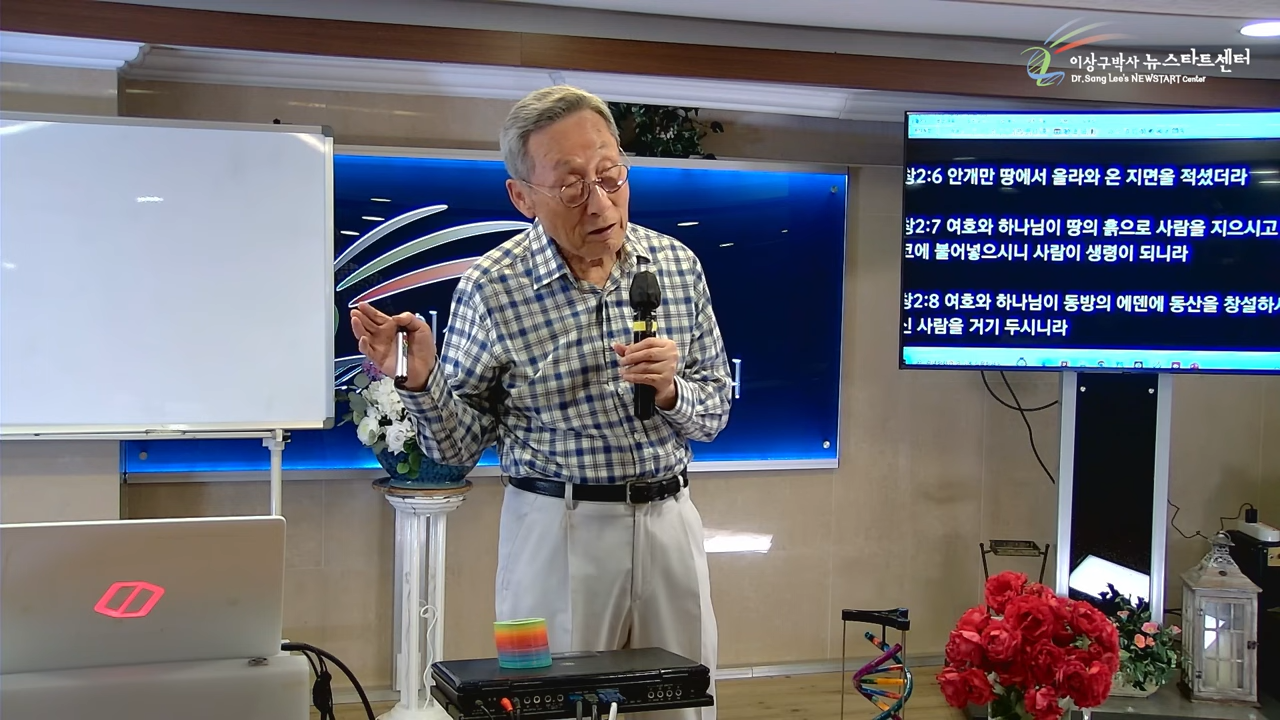 이상구박사 뉴스타트센터
Dr. Sang Lee's NEWSTART Center
창2:6 안개만 땅에서 올라와 온 지면을 적셨더라
창2:7 여호와 하나님이 땅의 흙으로 사람을 지으시고
코에 불어넣으시니 사람이 생령이 되니라
창2:8 여호와 하나님이 동방의 에덴에 동산을 창설하시
신 사람을 거기 두시니라